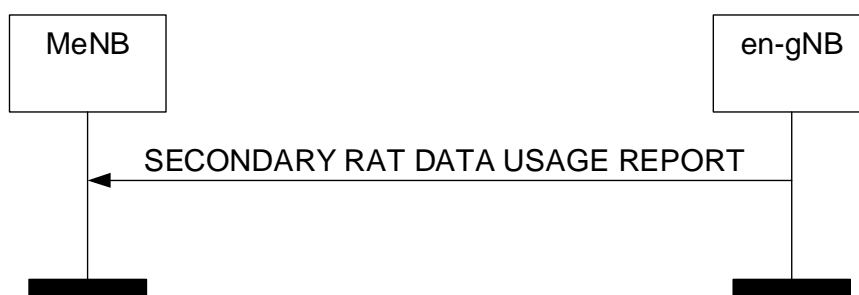 MeNB
en-gNB
SECONDARY RAT DATA USAGE REPORT